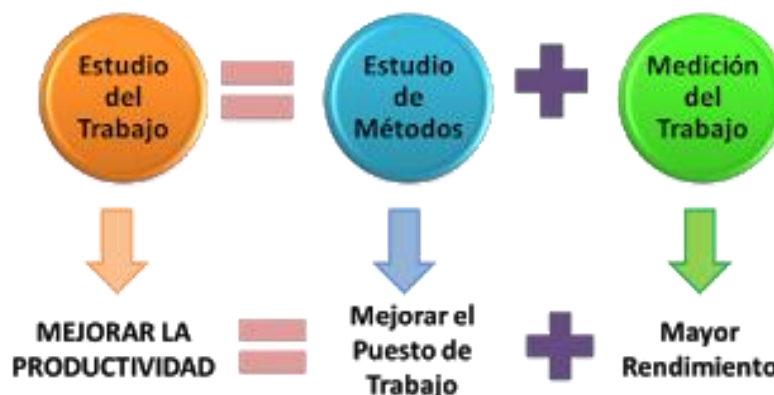 Estudio
del
Trabajo
Estudio
de
Métodos
Medición
del
Trabajo
MEJORAR LA
PRODUCTIVIDAD
Mejorar el
Puesto de
Trabajo
Mayor
Rendimiento